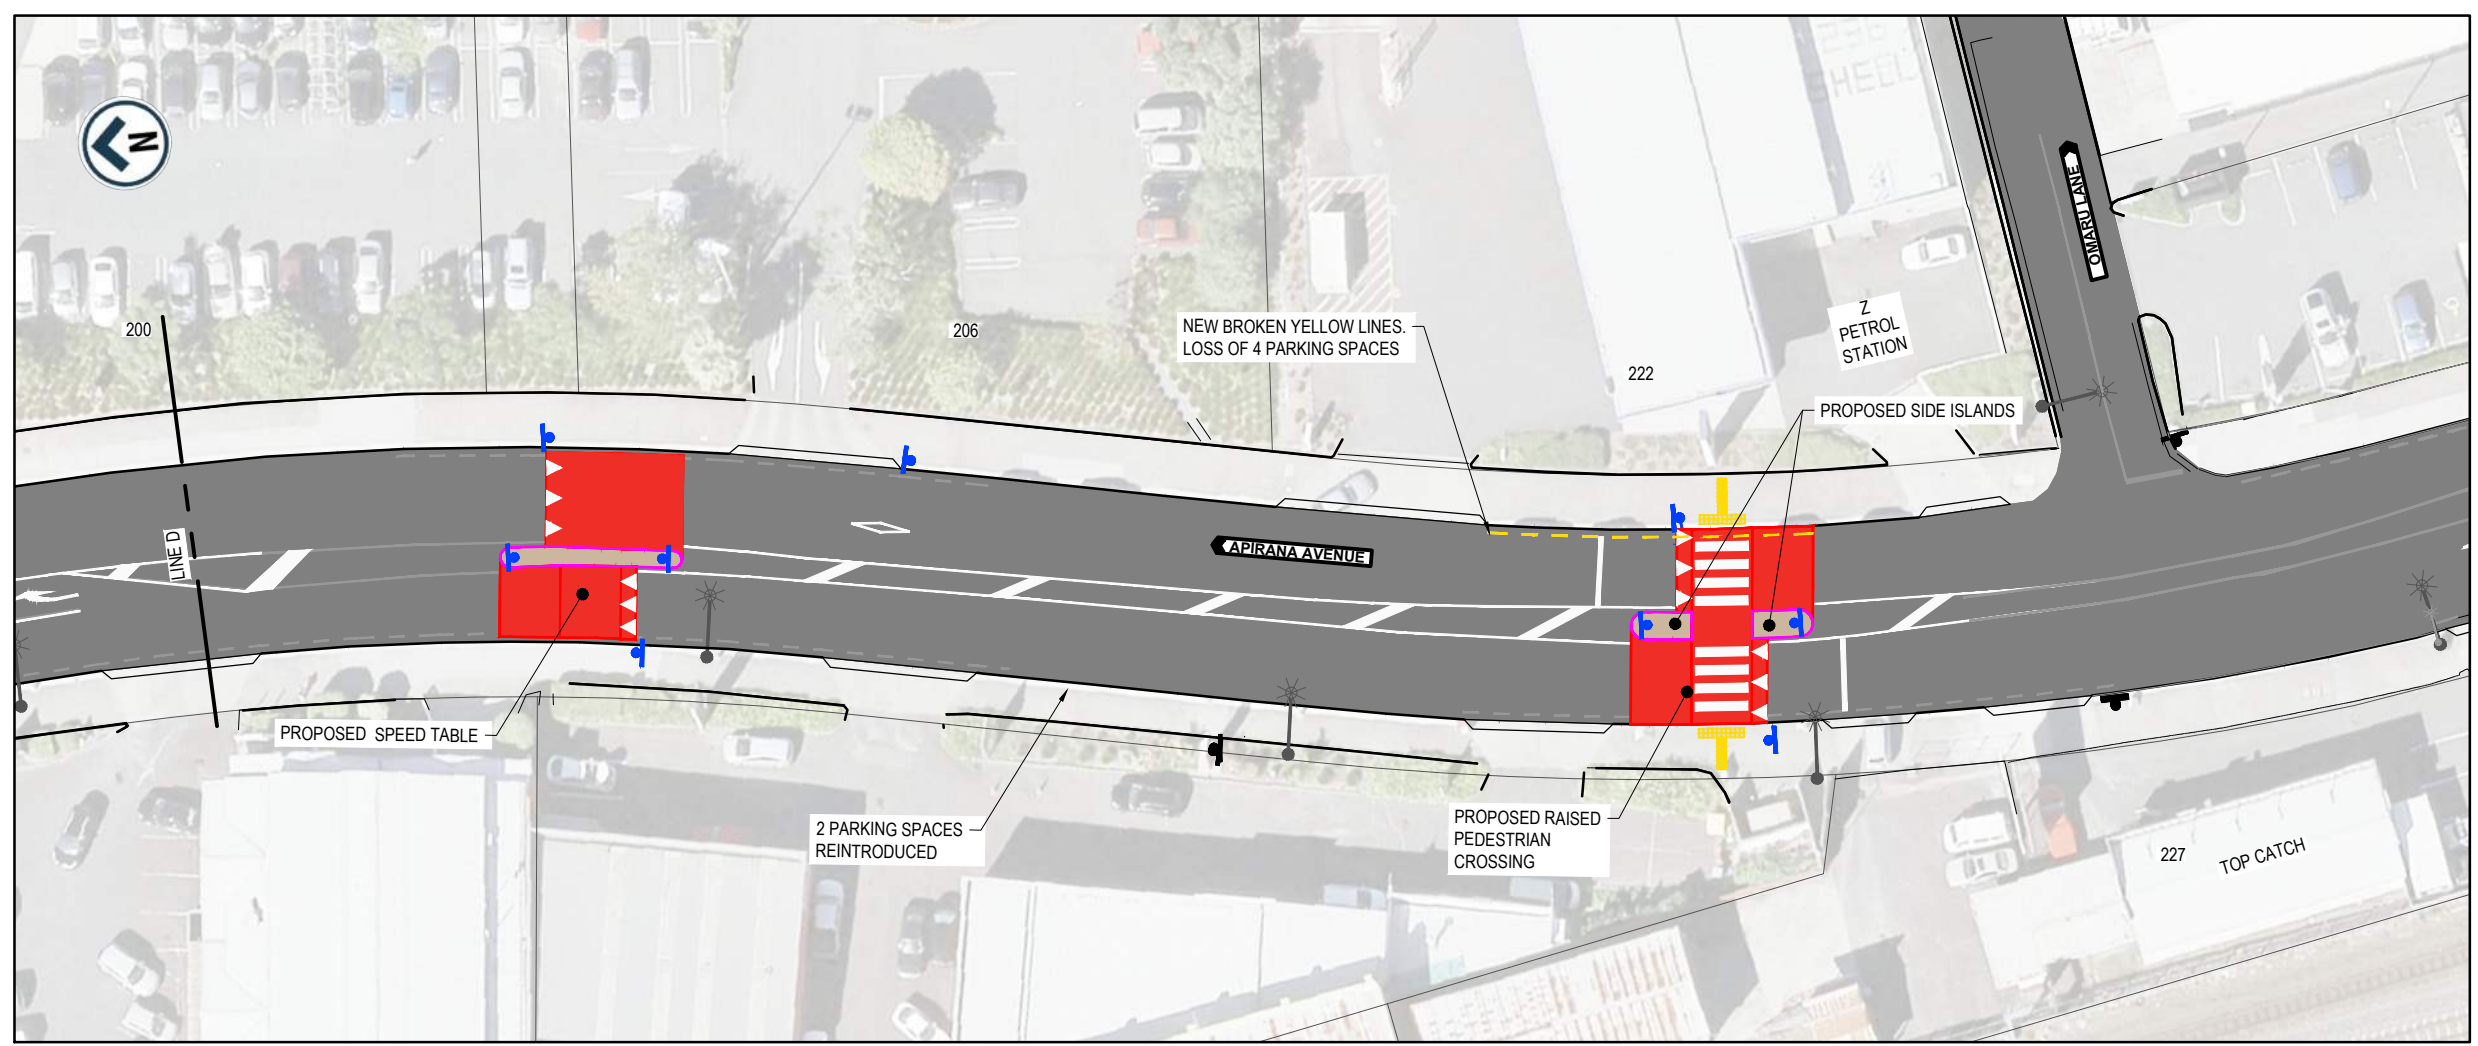 N
SHELL
OMARU LANE
200
206
NEW BROKEN YELLOW LINES.
LOSS OF 4 PARKING SPACES
Z
PETROL
STATION
222
PROPOSED SIDE ISLANDS
LINE D
APIRANA AVENUE
PROPOSED SPEED TABLE
2 PARKING SPACES
REINTRODUCED
PROPOSED RAISED
PEDESTRIAN
CROSSING
227
TOP CATCH